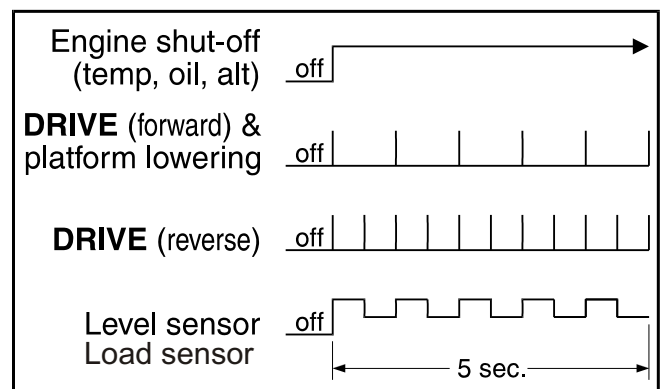 Engine shut-off
(temp, oil, alt) off
DRIVE (forward) &
platform lowering off
DRIVE (reverse) off
Level sensor off
Load sensor
5 sec.